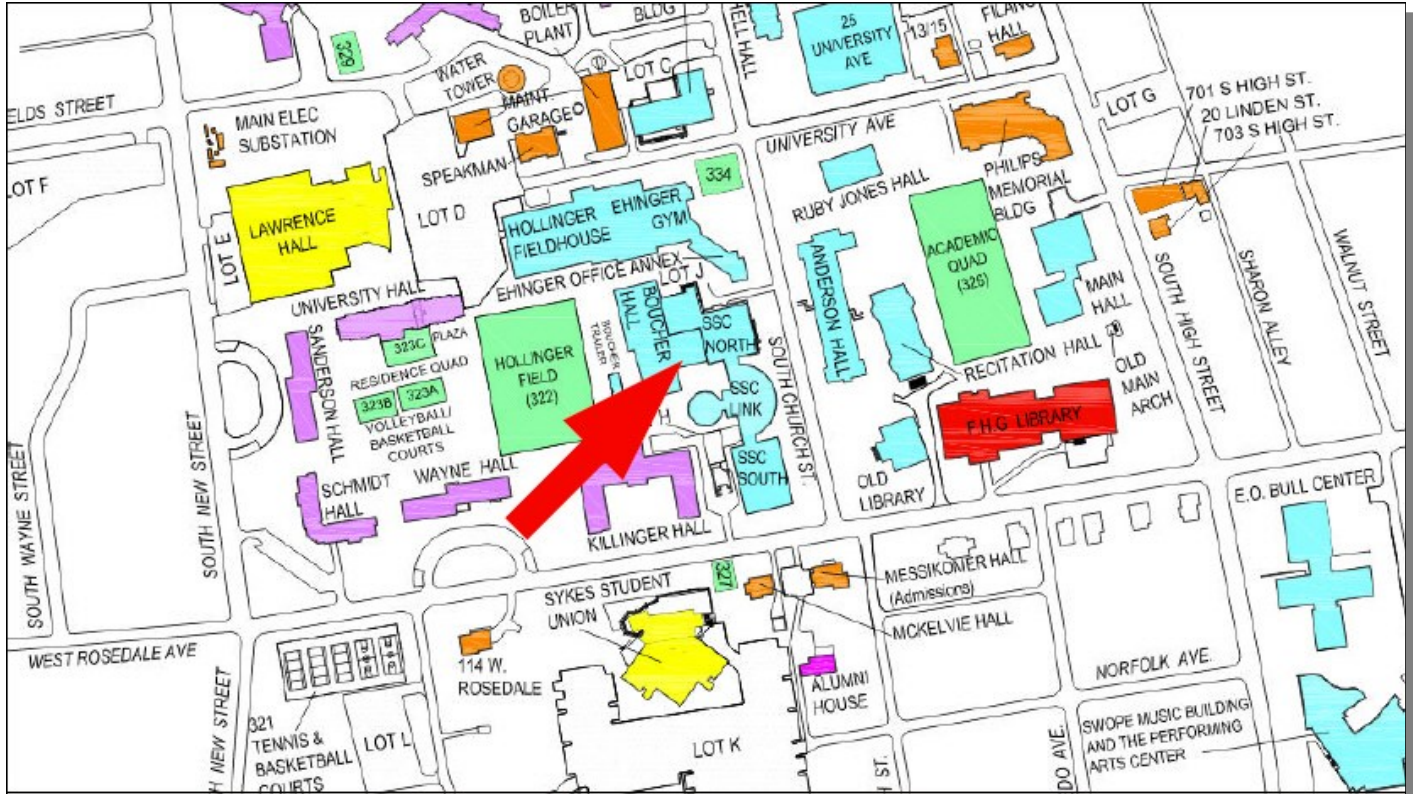 BOILER
PLANT
BLDG
25
UNIVERSITY
AVE
13/15
HALL
329
WATER
TOWER
LOT C
MAINT.
GARAGE
LOT G
701 S HIGH ST.
20 LINDEN ST.
703 S HIGH ST.
MAIN ELEC
SUBSTATION
UNIVERSITY AVE
LOT F
SPEAKMAN
334
PHILIPS
MEMORIAL
BLDG
RUBY JONES HALL
LAWRENCE
HALL
LOT D
HOLLINGER
FIELDHOUSE
EHINGER
GYM
LOT E
ACADEMIC
QUAD
(326)
ANDERSON HALL
WALNUT STREET
SHARON ALLEY
EHINGER OFFICE ANNEX
LOT J
UNIVERSITY HALL
BOUCHER
HALL
SOUTH HIGH STREET
MAIN
HALL
323C
PLAZA
SANDERSON HALL
RESIDENCE QUAD
323B
323A
VOLLEYBALL/
BASKETBALL
COURTS
HOLLINGER
FIELD
(322)
BOUCHER
TRAILER
SSC
NORTH
SOUTH CHURCH ST.
RECITATION HALL
OLD
MAIN
ARCH
SSC
LINK
H
F.H.G LIBRARY
SOUTH WAYNE STREET
SOUTH NEW STREET
SCHMIDT
HALL
WAYNE HALL
SSC
SOUTH
OLD
LIBRARY
E.O. BULL CENTER
KILLINGER HALL
SYKES STUDENT
UNION
327
MESSIKOMER HALL
(Admissions)
MCKELVIE HALL
WEST ROSEDALE AVE
114 W.
ROSEDALE
ALUMNI
HOUSE
NORFOLK AVE.
321
TENNIS &
BASKETBALL
COURTS
LOT L
LOT K
SWOPE MUSIC BUILDING
AND THE PERFORMING
ARTS CENTER
NEW STREET
ST.
AVE.